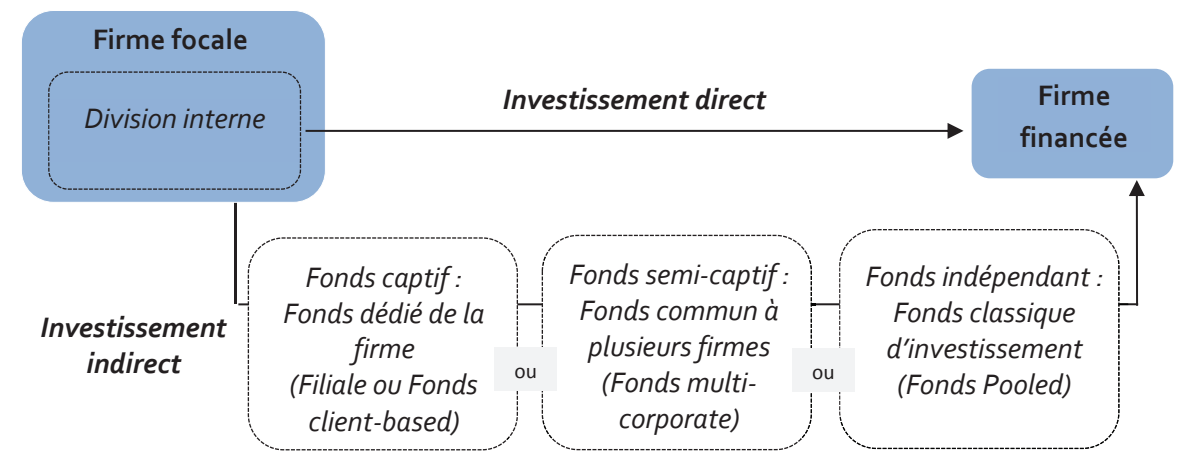 Firme focale
Division interne
Investissement direct
Firme
financée
Investissement
indirect
Fonds captif :
Fonds dédié de la
firme
(Filiale ou Fonds
client-based)
ou
Fonds semi-captif :
Fonds commun à
plusieurs firmes
(Fonds multi-
corporate)
ou
Fonds indépendant :
Fonds classique
d'investissement
(Fonds Pooled)